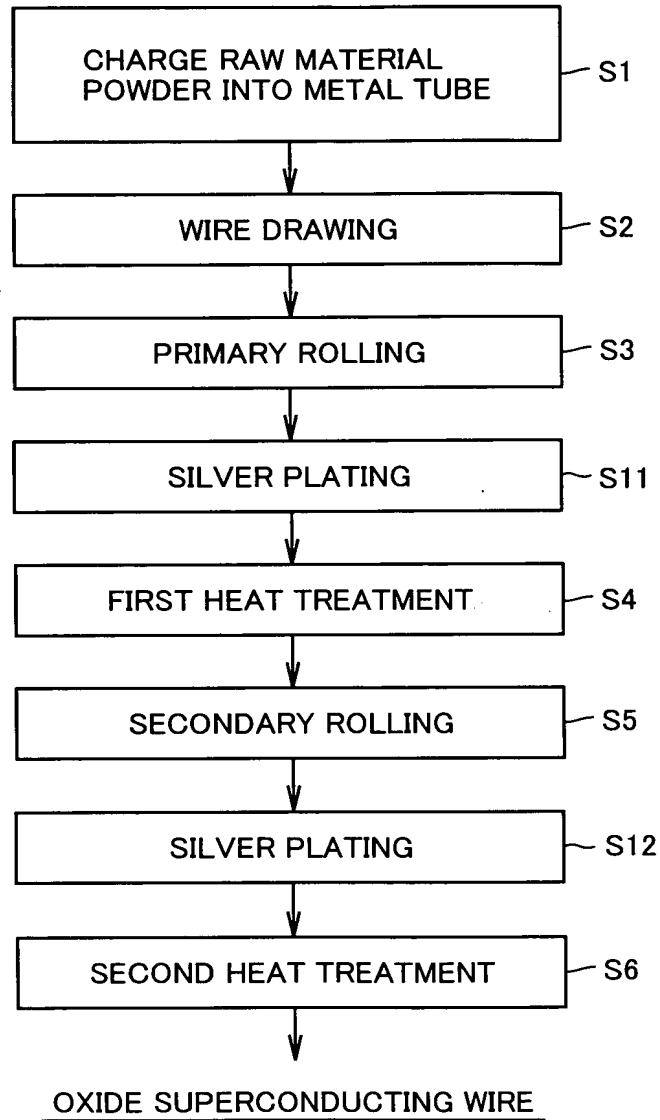 CHARGE RAW MATERIAL
POWDER INTO METAL TUBE
S1
WIRE DRAWING
S2
PRIMARY ROLLING
S3
SILVER PLATING
S11
FIRST HEAT TREATMENT
S4
SECONDARY ROLLING
S5
SILVER PLATING
S12
SECOND HEAT TREATMENT
S6
OXIDE SUPERCONDUCTING WIRE